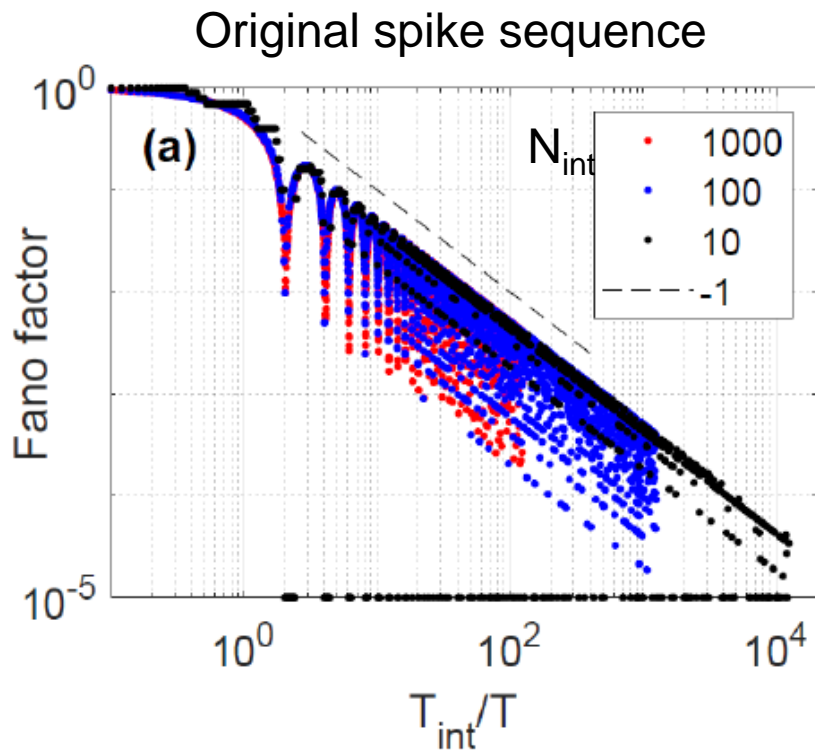 Original spike sequence
10^0
(a)
N_int
1000
100
10
-1
Fano factor
10^-5
10^0
10^2
10^4
T_int/T